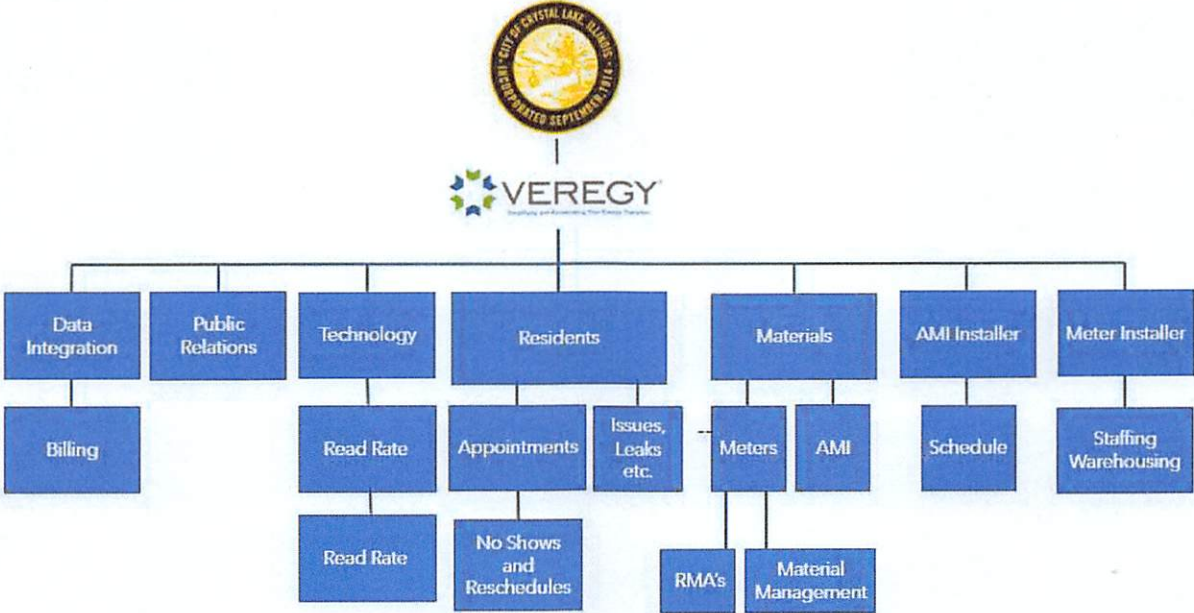 CITY OF CRYSTAL LAKE, ILLINOIS
INCORPORATED SEPTEMBER, 1914
VEREGY
Data
Integration
Public
Relations
Technology
Residents
Materials
AMI Installer
Meter Installer
Billing
Read Rate
Appointments
Issues,
Leaks
etc.
Meters
AMI
Schedule
Staffing
Warehousing
Read Rate
No Shows
and
Reschedules
RMA's
Material
Management